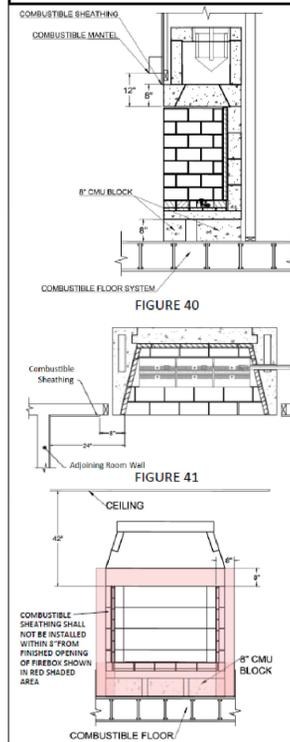 COMBUSTIBLE SHEATHING
COMBUSTIBLE MANTEL
12"
8"
8" CMU BLOCK
8"
COMBUSTIBLE FLOOR SYSTEM
FIGURE 40
Combustible
Sheathing
8"
24"
Adjoining Room Wall
FIGURE 41
CEILING
42"
8"
8"
COMBUSTIBLE
SHEATHING SHALL
NOT BE INSTALLED
WITHIN 8"FROM
FINISHED OPENING
OF FIREBOX SHOWN
IN RED SHADED
AREA
8" CMU
BLOCK
COMBUSTIBLE FLOOR